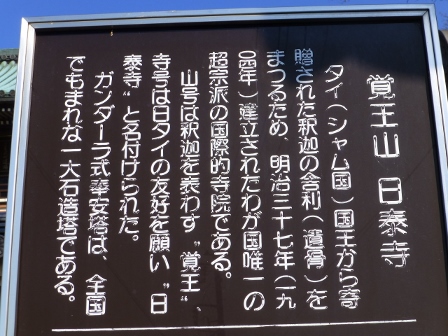 覚王山 日泰寺
タイ(シャム国)国王から寄
贈された釈迦の舎利(遺骨)を
まつるため、明治三十七年(一九
〇四年)建立されたわが国唯一の
超宗派の国際的寺院である。
山号は釈迦を表わす〝覚王〟、
寺号は日タイの友好を願い〝日
泰寺〟と名付けられた。
ガンダーラ式奉安塔は、全国
でもまれな一大石造塔である。